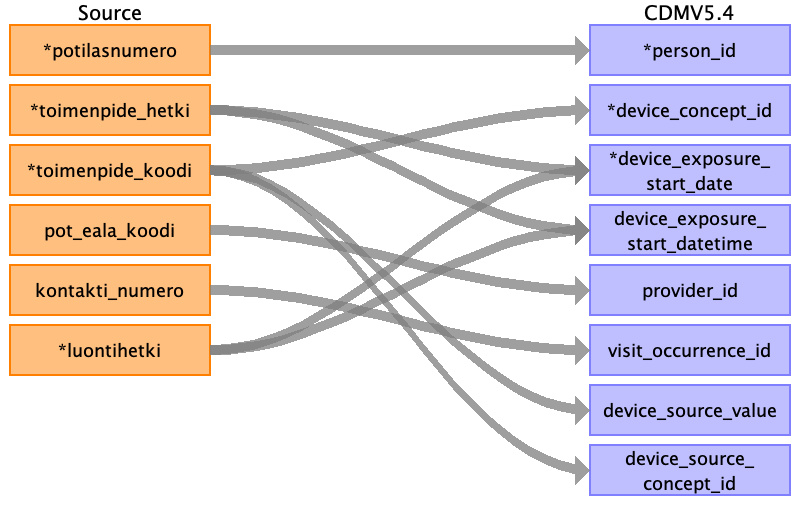 Source
CDMV5.4
*potilasnumero
*person_id
*toimenpide_hetki
*device_concept_id
*toimenpide_koodi
*device_exposure_
start_date
pot_eala_koodi
device_exposure_
start_datetime
kontakti_numero
provider_id
*luontihetki
visit_occurrence_id
device_source_value
device_source_
concept_id